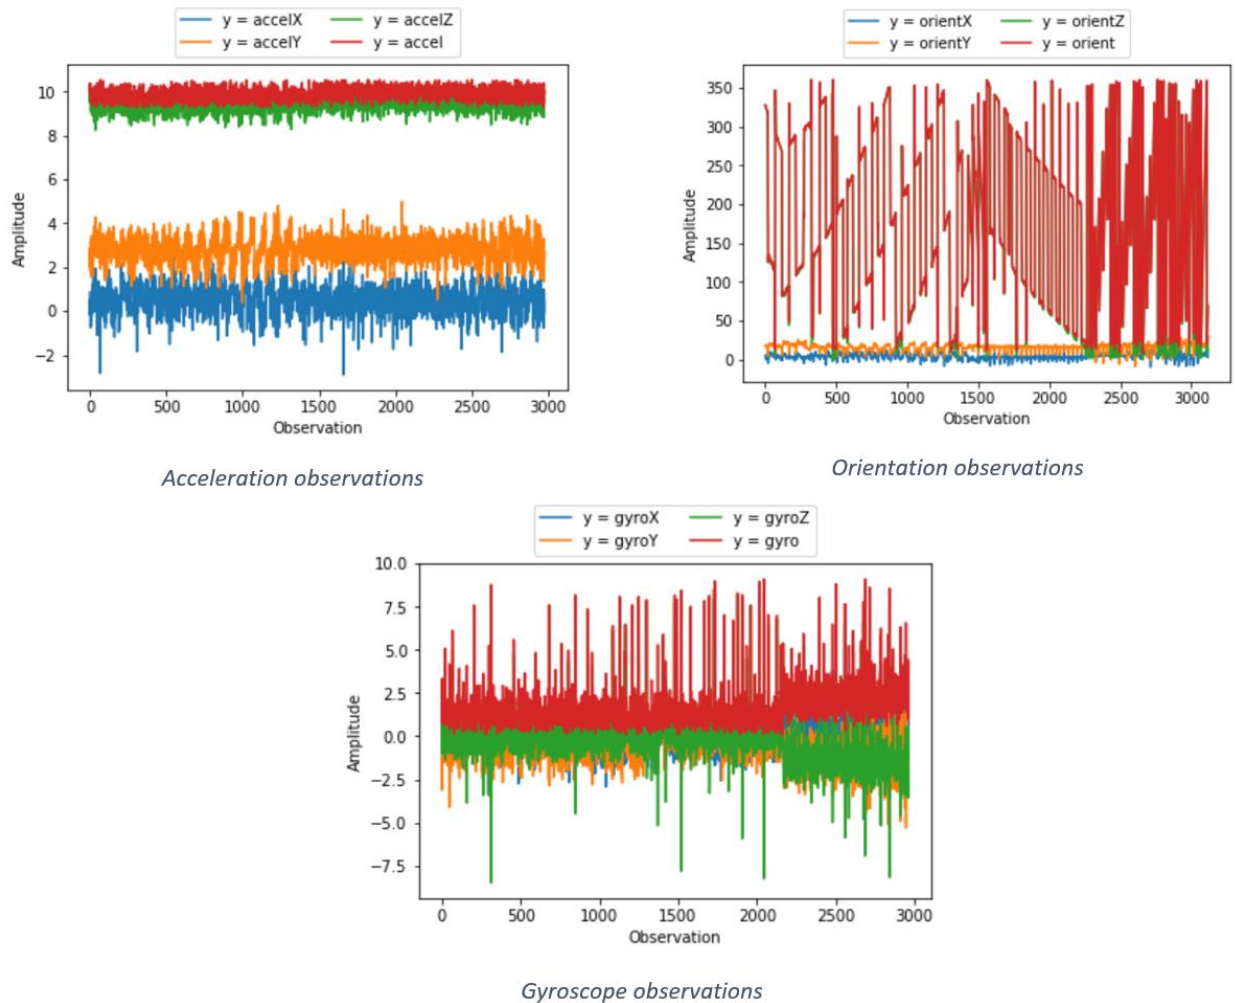 y = accelX y = accelZ
y = accelY y = accel
10
8
6
4
2
0
−2
Amplitude
0 500 1000 1500 2000 2500 3000
Observation
Acceleration observations
y = orientX y = orientZ
y = orientY y = orient
350
300
250
200
150
100
50
0
Amplitude
0 500 1000 1500 2000 2500 3000
Observation
Orientation observations
y = gyroX y = gyroZ
y = gyroY y = gyro
10.0
7.5
5.0
2.5
0.0
−2.5
−5.0
−7.5
Amplitude
0 500 1000 1500 2000 2500 3000
Observation
Gyroscope observations